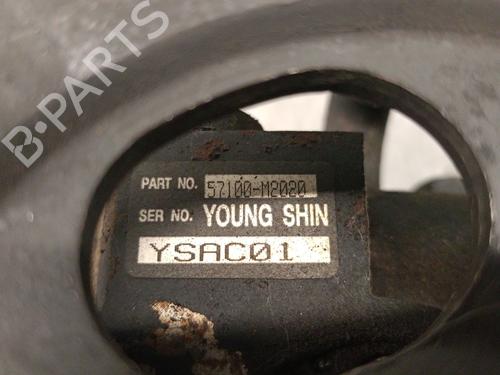 B-PARTS
PART NO. 57100-M2020
SER NO. YOUNG SHIN
YSAC01